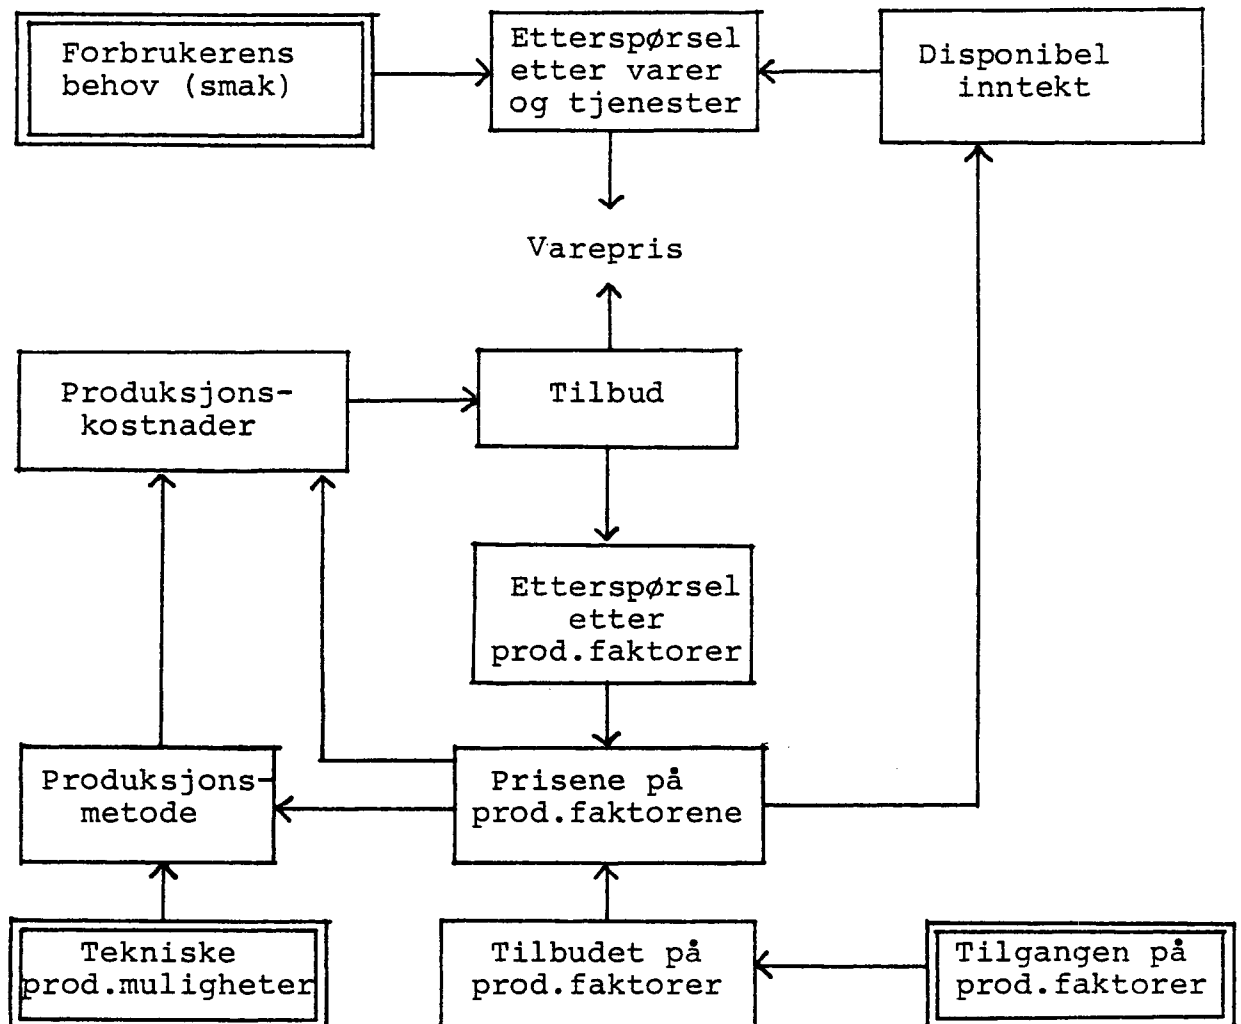 Forbrukerens
behov (smak)
Etterspørsel
etter varer
og tjenester
Disponibel
inntekt
Varepris
Produksjons-
kostnader
Tilbud
Etterspørsel
etter
prod.faktorer
Produksjons-
metode
Prisene på
prod.faktorene
Tekniske
prod.muligheter
Tilbudet på
prod.faktorer
Tilgangen på
prod.faktorer